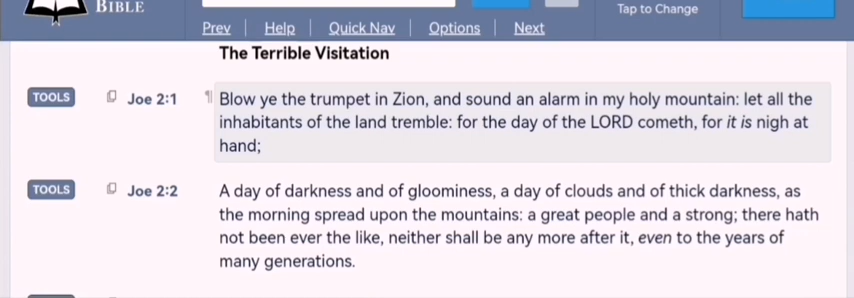 BIBLE
Tap to Change
Prev | Help | Quick Nav | Options | Next
The Terrible Visitation
TOOLS Joe 2:1 ¶ Blow ye the trumpet in Zion, and sound an alarm in my holy mountain: let all the
inhabitants of the land tremble: for the day of the LORD cometh, for it is nigh at
hand;
TOOLS Joe 2:2 A day of darkness and of gloominess, a day of clouds and of thick darkness, as
the morning spread upon the mountains: a great people and a strong; there hath
not been ever the like, neither shall be any more after it, even to the years of
many generations.